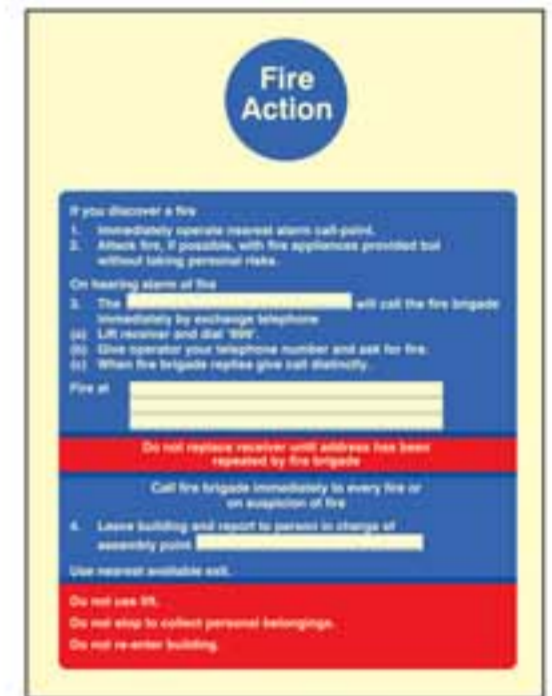 Fire
Action
If you discover a fire
1. Immediately operate nearest alarm call-point.
2. Attack fire, if possible, with fire appliances provided but
without taking personal risks.
On hearing alarm of fire
3. The will call the fire brigade
immediately by exchange telephone
(a) Lift receiver and dial '999'.
(b) Give operator your telephone number and ask for fire.
(c) When fire brigade replies give call distinctly.
Fire at
Do not replace receiver until address has been
repeated by fire brigade
Call fire brigade immediately to every fire or
on suspicion of fire
4. Leave building and report to person in charge of
assembly point
Use nearest available exit.
Do not use lift.
Do not stop to collect personal belongings.
Do not re-enter building.